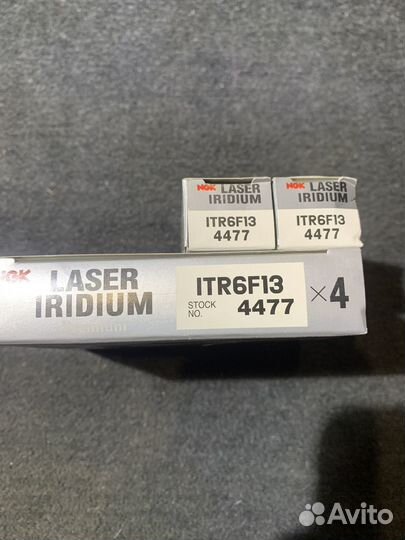 NGK LASER
IRIDIUM
ITR6F13
4477
NGK LASER
IRIDIUM
ITR6F13
4477
NGK LASER
IRIDIUM
Premium
ITR6F13
STOCK
NO. 4477
×4
Avito